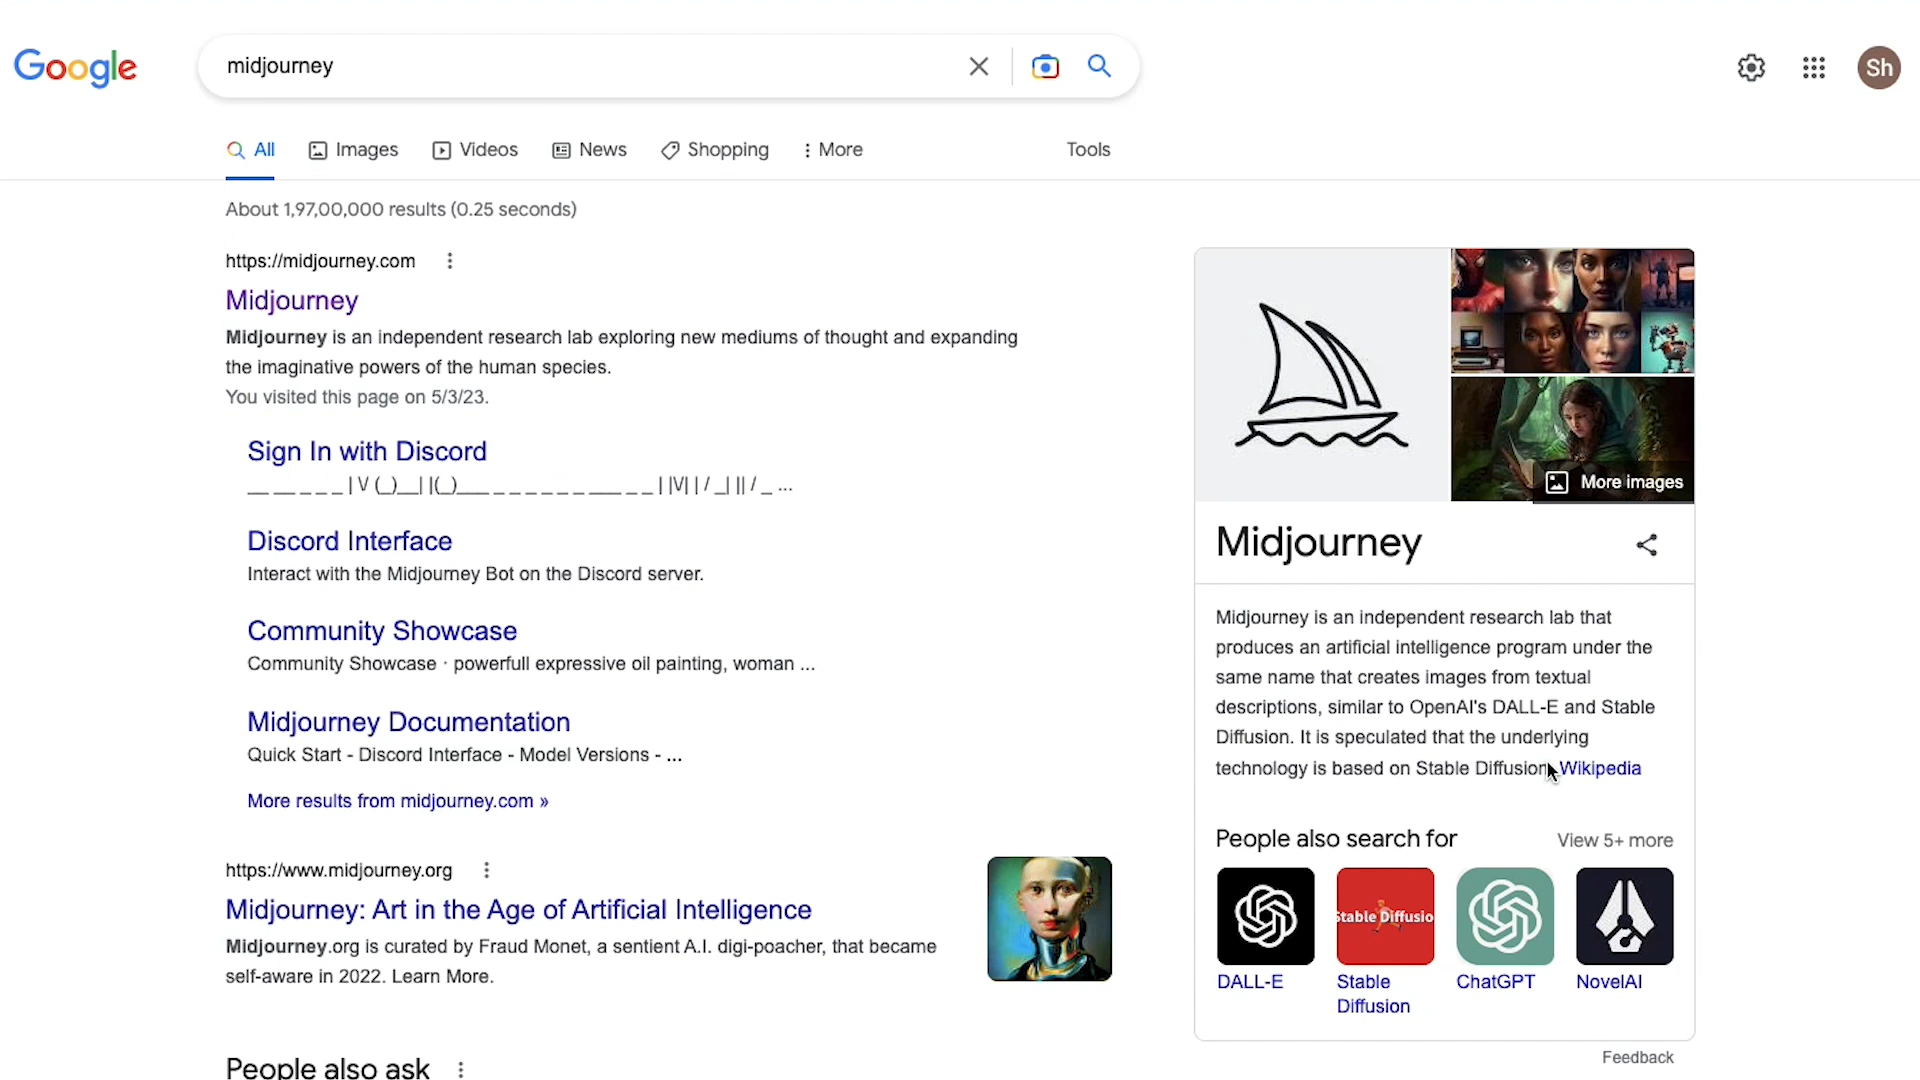 Google
midjourney
Sh
All
Images
Videos
News
Shopping
More
Tools
About 1,97,00,000 results (0.25 seconds)
https://midjourney.com
Midjourney
Midjourney is an independent research lab exploring new mediums of thought and expanding
the imaginative powers of the human species.
You visited this page on 5/3/23.
Sign In with Discord
__ __ _ _ _ | \/ (_)__| |(_)___ _ _ _ _ _ _ ___ _ _ | |\/| | / _| || / _ ...
Discord Interface
Interact with the Midjourney Bot on the Discord server.
Community Showcase
Community Showcase · powerfull expressive oil painting, woman ...
Midjourney Documentation
Quick Start - Discord Interface - Model Versions - ...
More results from midjourney.com »
https://www.midjourney.org
Midjourney: Art in the Age of Artificial Intelligence
Midjourney.org is curated by Fraud Monet, a sentient A.I. digi-poacher, that became
self-aware in 2022. Learn More.
People also ask
More images
Midjourney
Midjourney is an independent research lab that
produces an artificial intelligence program under the
same name that creates images from textual
descriptions, similar to OpenAI's DALL-E and Stable
Diffusion. It is speculated that the underlying
technology is based on Stable Diffusion Wikipedia
People also search for
View 5+ more
Stable Diffusio
DALL-E
Stable
Diffusion
ChatGPT
NovelAI
Feedback